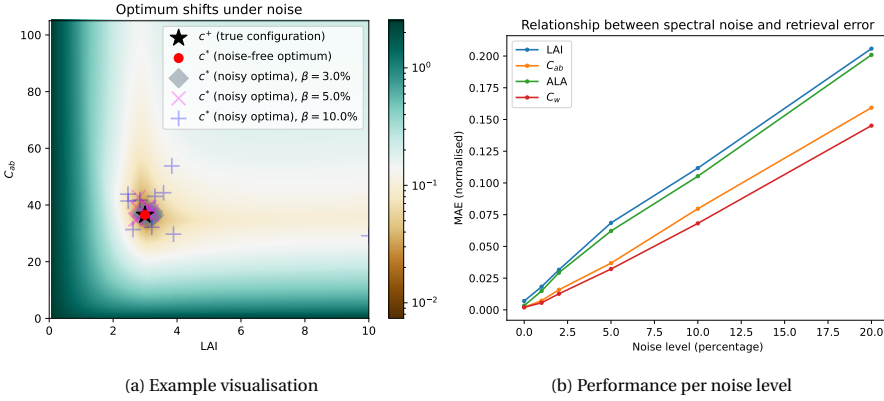 Optimum shifts under noise
c⁺ (true configuration)
c* (noise-free optimum)
c* (noisy optima), β = 3.0%
c* (noisy optima), β = 5.0%
c* (noisy optima), β = 10.0%
C_ab
100
80
60
40
20
0
0
2
4
6
8
10
LAI
10⁰
10⁻¹
10⁻²
(a) Example visualisation
Relationship between spectral noise and retrieval error
LAI
C_ab
ALA
C_w
MAE (normalised)
0.200
0.175
0.150
0.125
0.100
0.075
0.050
0.025
0.000
0.0
2.5
5.0
7.5
10.0
12.5
15.0
17.5
20.0
Noise level (percentage)
(b) Performance per noise level